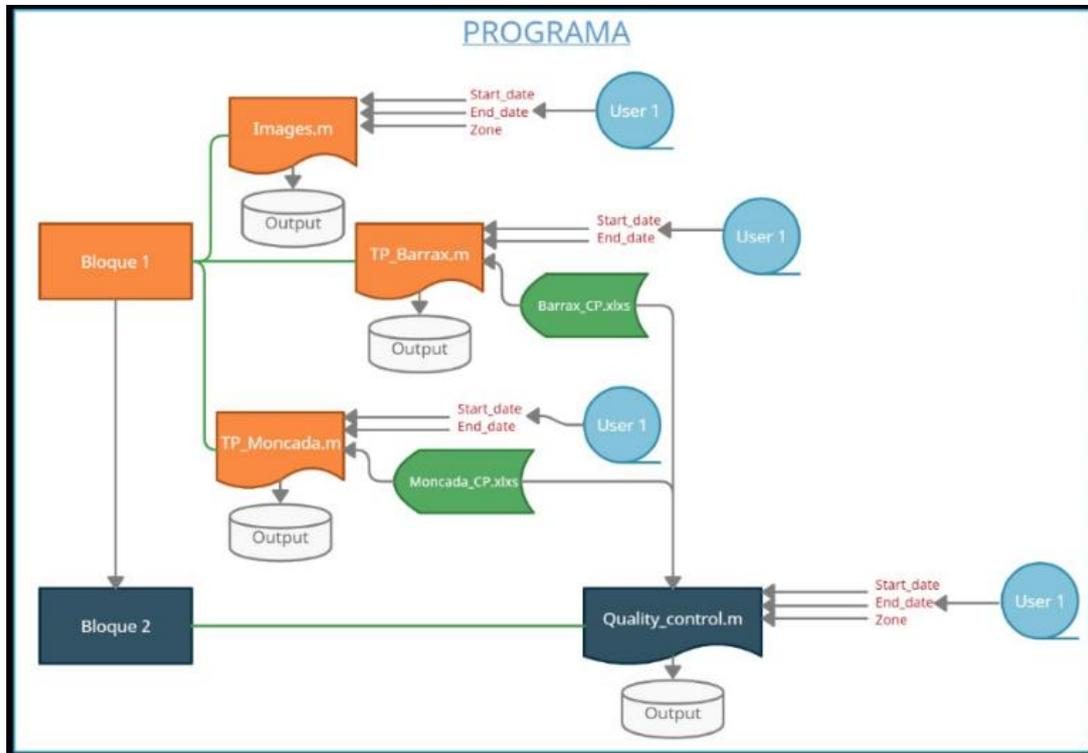 PROGRAMA
Images.m
Start_date
End_date
Zone
User 1
Output
Bloque 1
TP_Barrax.m
Start_date
End_date
User 1
Barrax_CP.xlxs
Output
TP_Moncada.m
Start_date
End_date
User 1
Moncada_CP.xlxs
Output
Bloque 2
Quality_control.m
Start_date
End_date
Zone
User 1
Output